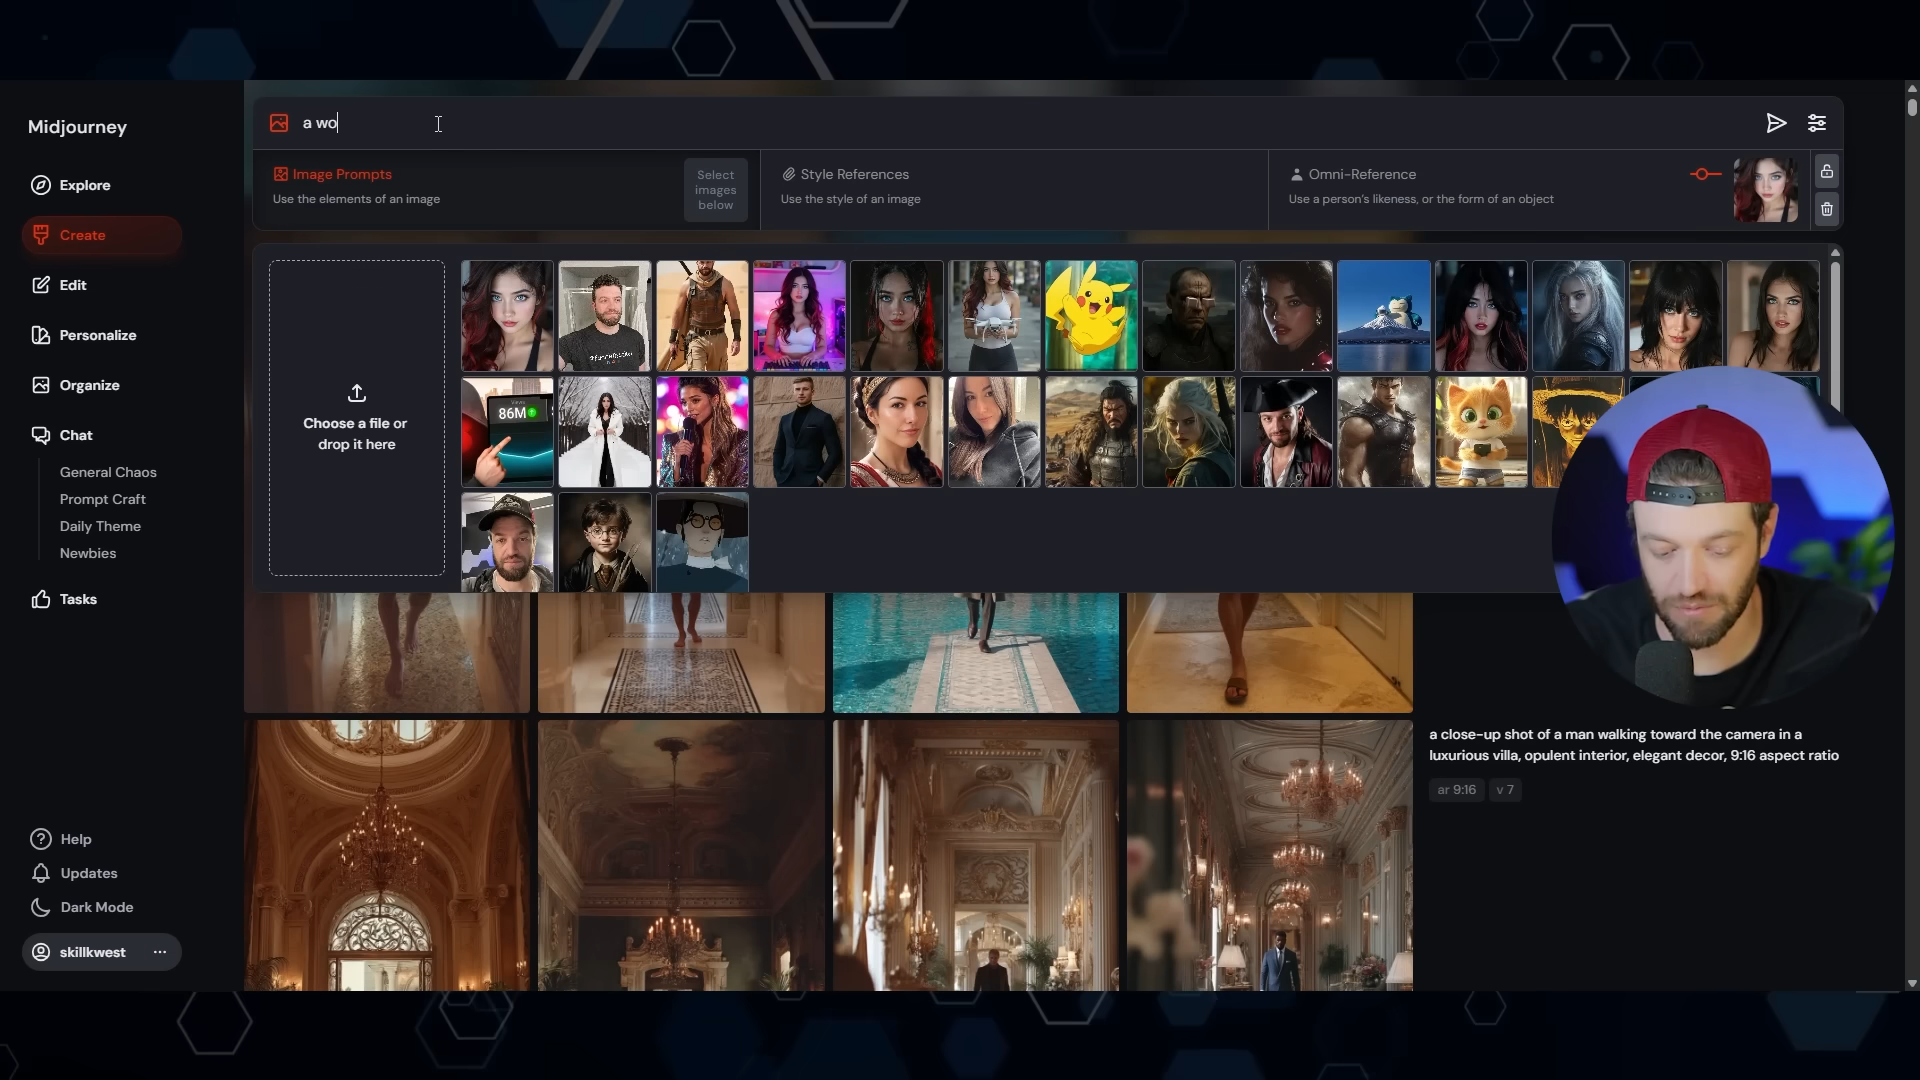 Midjourney
Explore
Create
Edit
Personalize
Organize
Chat
General Chaos
Prompt Craft
Daily Theme
Newbies
Tasks
Help
Updates
Dark Mode
skillkwest
a wo
Image Prompts
Use the elements of an image
Select
images
below
Style References
Use the style of an image
Omni-Reference
Use a person's likeness, or the form of an object
Choose a file or
drop it here
Views
86M
a close-up shot of a man walking toward the camera in a
luxurious villa, opulent interior, elegant decor, 9:16 aspect ratio
ar 9:16
v 7